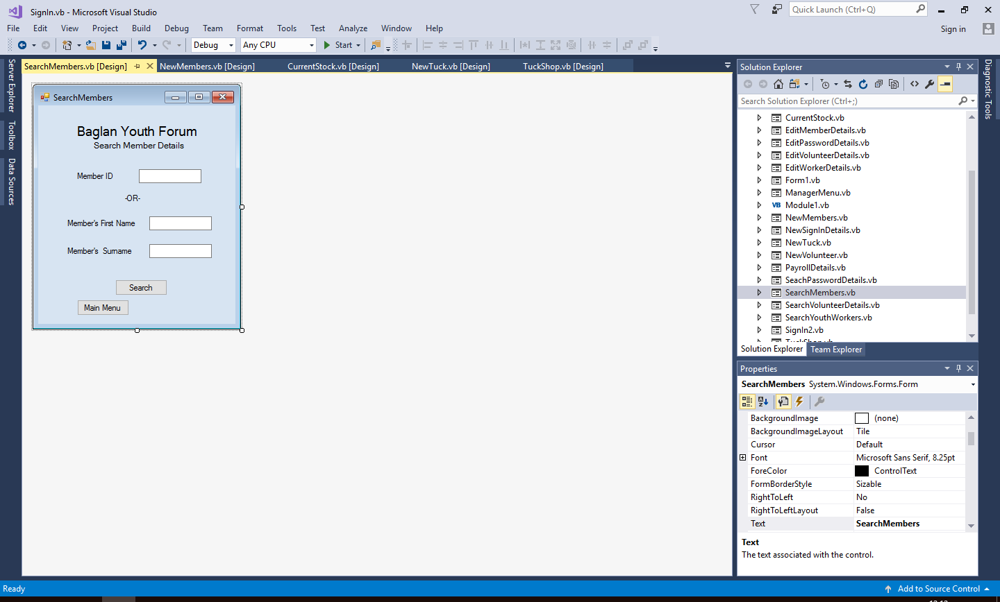 SignIn.vb - Microsoft Visual Studio
Quick Launch (Ctrl+Q)
File Edit View Project Build Debug Team Format Tools Test Analyze Window Help
Sign in
Debug Any CPU Start
Server Explorer
Toolbox
Data Sources
SearchMembers.vb [Design] NewMembers.vb [Design] CurrentStock.vb [Design] NewTuck.vb [Design] TuckShop.vb [Design]
SearchMembers
Baglan Youth Forum
Search Member Details
Member ID
-OR-
Member's First Name
Member's Surname
Search
Main Menu
Solution Explorer
Search Solution Explorer (Ctrl+;)
CurrentStock.vb
EditMemberDetails.vb
EditPasswordDetails.vb
EditVolunteerDetails.vb
EditWorkerDetails.vb
Form1.vb
ManagerMenu.vb
VB Module1.vb
NewMembers.vb
NewSignInDetails.vb
NewTuck.vb
NewVolunteer.vb
PayrollDetails.vb
SeachPasswordDetails.vb
SearchMembers.vb
SearchVolunteerDetails.vb
SearchYouthWorkers.vb
SignIn2.vb
TuckShop.vb
Solution Explorer Team Explorer
Properties
SearchMembers System.Windows.Forms.Form
BackgroundImage (none)
BackgroundImageLayout Tile
Cursor Default
Font Microsoft Sans Serif, 8.25pt
ForeColor ControlText
FormBorderStyle Sizable
RightToLeft No
RightToLeftLayout False
Text SearchMembers
Text
The text associated with the control.
Diagnostic Tools
Ready
Add to Source Control